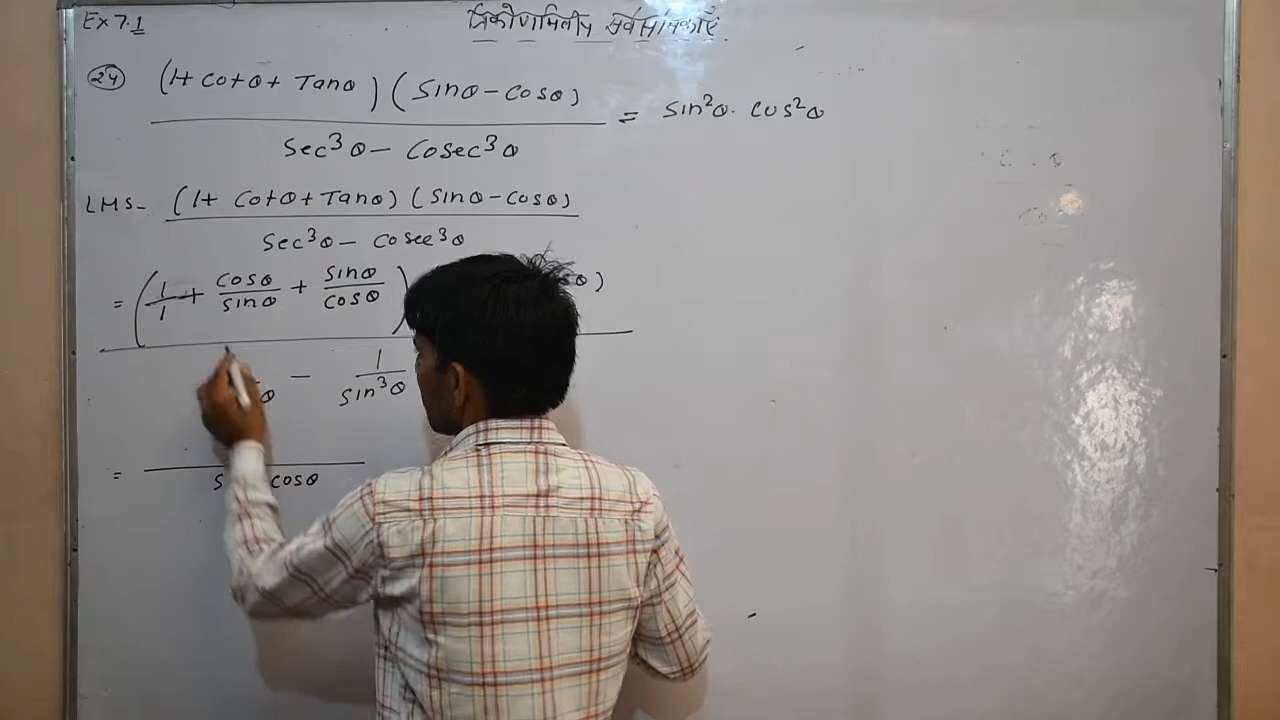 Ex 7.1
त्रिकोणमितीय सर्वसमिकाएँ
24 (1+ Cotθ + Tanθ) (Sinθ - Cosθ) / Sec³θ - Cosec³θ = Sin²θ. Cos²θ
LHS- (1+ Cotθ + Tanθ) (Sinθ - Cosθ) / Sec³θ - Cosec³θ
= (1/1 + Cosθ/Sinθ + Sinθ/Cosθ)
- 1/Sin³θ
= Cosθ